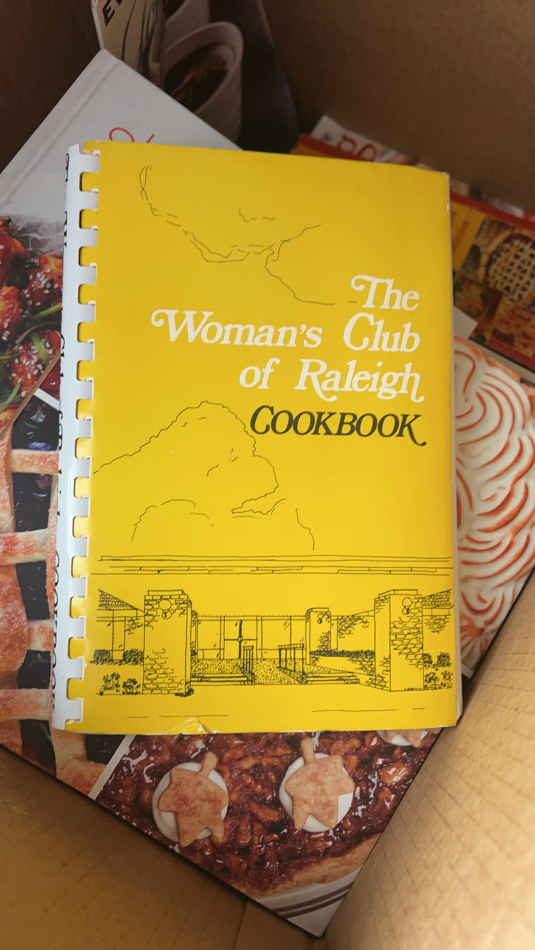 The
Woman's Club
of Raleigh
COOKBOOK